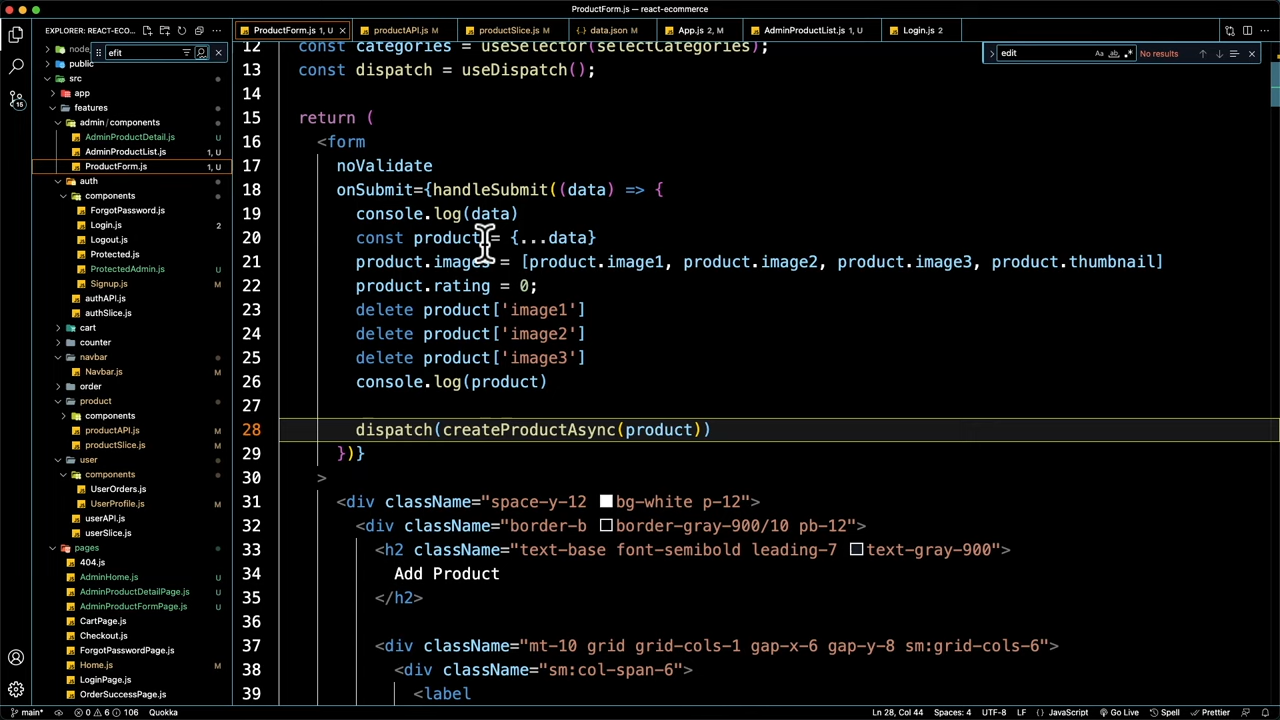 ProductForm.js — react-ecommerce
EXPLORER: REACT-ECO...
ProductForm.js 1, U
productAPI.js M
productSlice.js M
data.json M
App.js 2, M
AdminProductList.js 1, U
Login.js 2
efit
edit
No results
node
public
src
app
features
admin / components
AdminProductDetail.js U
AdminProductList.js 1, U
ProductForm.js 1, U
auth
components
ForgotPassword.js
Login.js 2
Logout.js
Protected.js
ProtectedAdmin.js
Signup.js M
authAPI.js
authSlice.js
cart
counter
navbar
Navbar.js M
order
product
components
productAPI.js M
productSlice.js M
user
components
UserOrders.js
UserProfile.js M
userAPI.js
userSlice.js
pages
404.js
AdminHome.js U
AdminProductDetailPage.js U
AdminProductFormPage.js U
CartPage.js
Checkout.js
ForgotPasswordPage.js
Home.js M
LoginPage.js
OrderSuccessPage.js
15
12 const categories = useSelector(selectCategories);
13 const dispatch = useDispatch();
14
15 return (
16 <form
17 noValidate
18 onSubmit={handleSubmit((data) => {
19 console.log(data)
20 const product = {...data}
21 product.images = [product.image1, product.image2, product.image3, product.thumbnail]
22 product.rating = 0;
23 delete product['image1']
24 delete product['image2']
25 delete product['image3']
26 console.log(product)
27
28 dispatch(createProductAsync(product))
29 })}
30 >
31 <div className="space-y-12 bg-white p-12">
32 <div className="border-b border-gray-900/10 pb-12">
33 <h2 className="text-base font-semibold leading-7 text-gray-900">
34 Add Product
35 </h2>
36
37 <div className="mt-10 grid grid-cols-1 gap-x-6 gap-y-8 sm:grid-cols-6">
38 <div className="sm:col-span-6">
39 <label
main* 0 6 106 Quokka
Ln 28, Col 44 Spaces: 4 UTF-8 LF {} JavaScript Go Live Spell Prettier